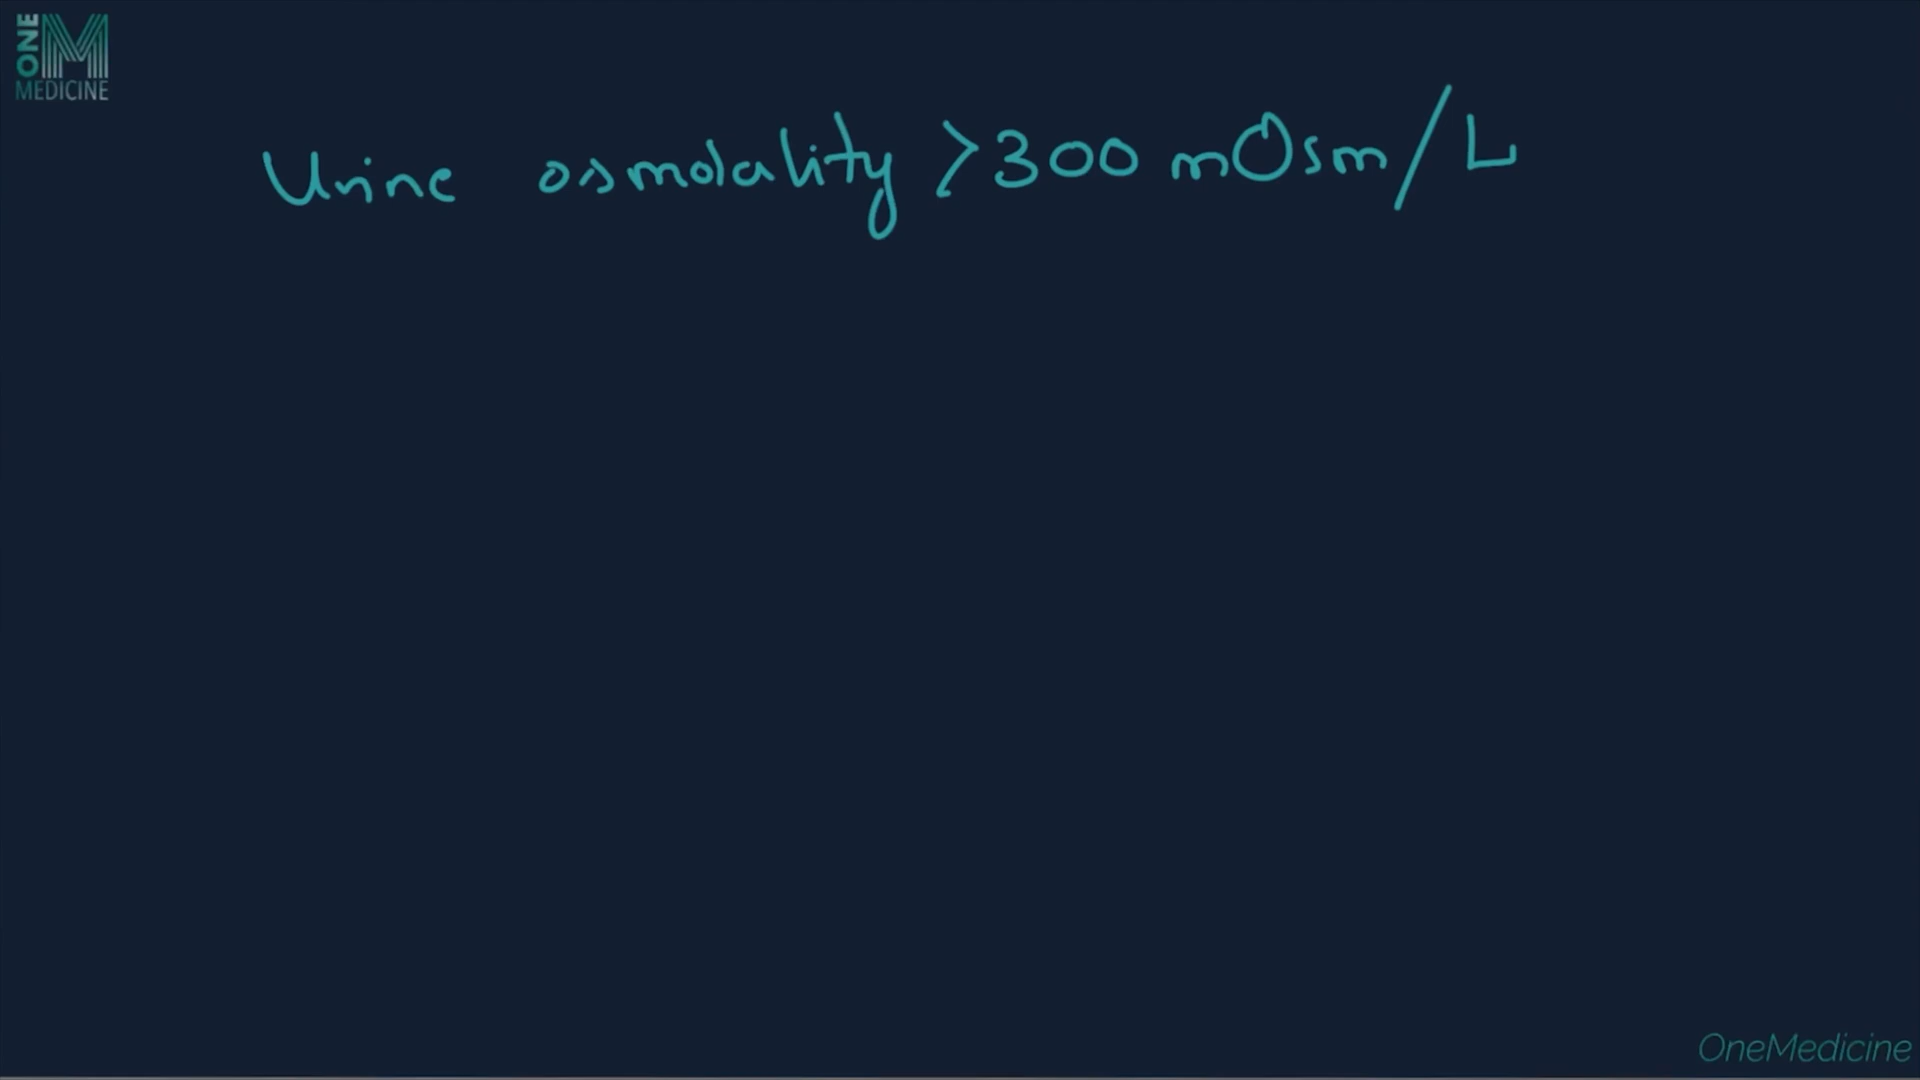 ONE
M
MEDICINE
Urine osmolality >300 mOsm/L
OneMedicine